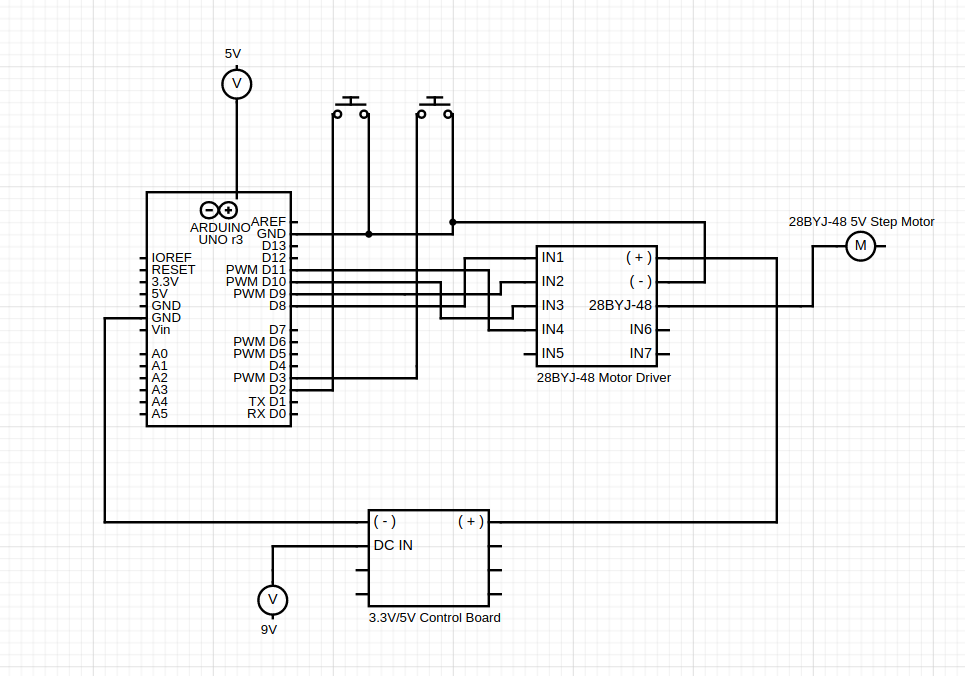 5V
V
ARDUINO
UNO r3
IOREF
RESET
3.3V
5V
GND
GND
Vin
A0
A1
A2
A3
A4
A5
AREF
GND
D13
D12
PWM D11
PWM D10
PWM D9
D8
D7
PWM D6
PWM D5
D4
PWM D3
D2
TX D1
RX D0
IN1
IN2
IN3
IN4
IN5
( + )
( - )
28BYJ-48
IN6
IN7
28BYJ-48 Motor Driver
28BYJ-48 5V Step Motor
M
( - )
DC IN
( + )
3.3V/5V Control Board
V
9V